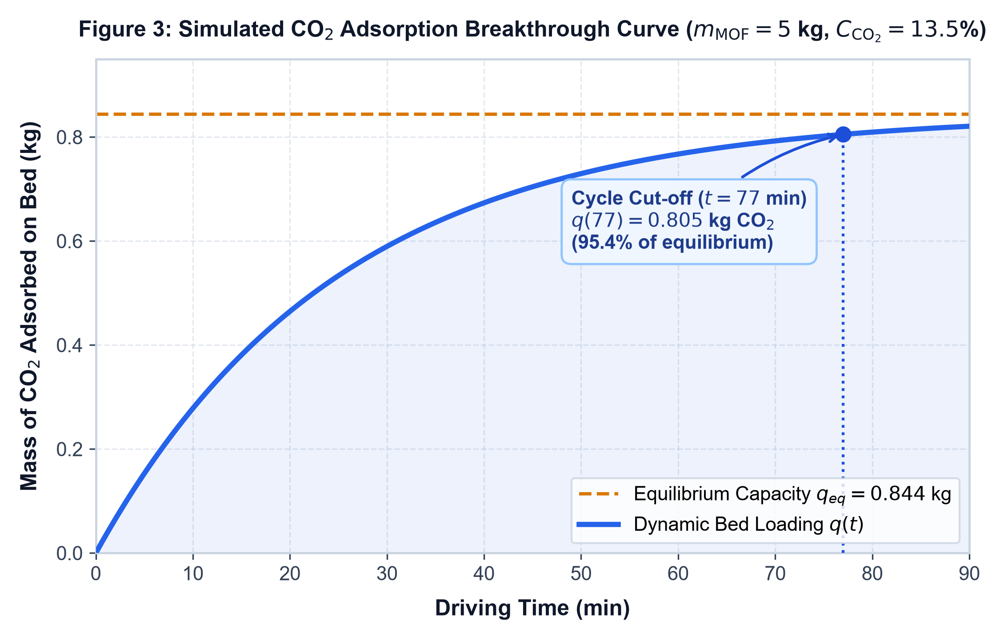 Figure 3: Simulated CO₂ Adsorption Breakthrough Curve (m_MOF = 5 kg, C_CO₂ = 13.5%)
Mass of CO₂ Adsorbed on Bed (kg)
0.8
0.6
0.4
0.2
0.0
Cycle Cut-off (t = 77 min)
q(77) = 0.805 kg CO₂
(95.4% of equilibrium)
Equilibrium Capacity q_eq = 0.844 kg
Dynamic Bed Loading q(t)
0 10 20 30 40 50 60 70 80 90
Driving Time (min)